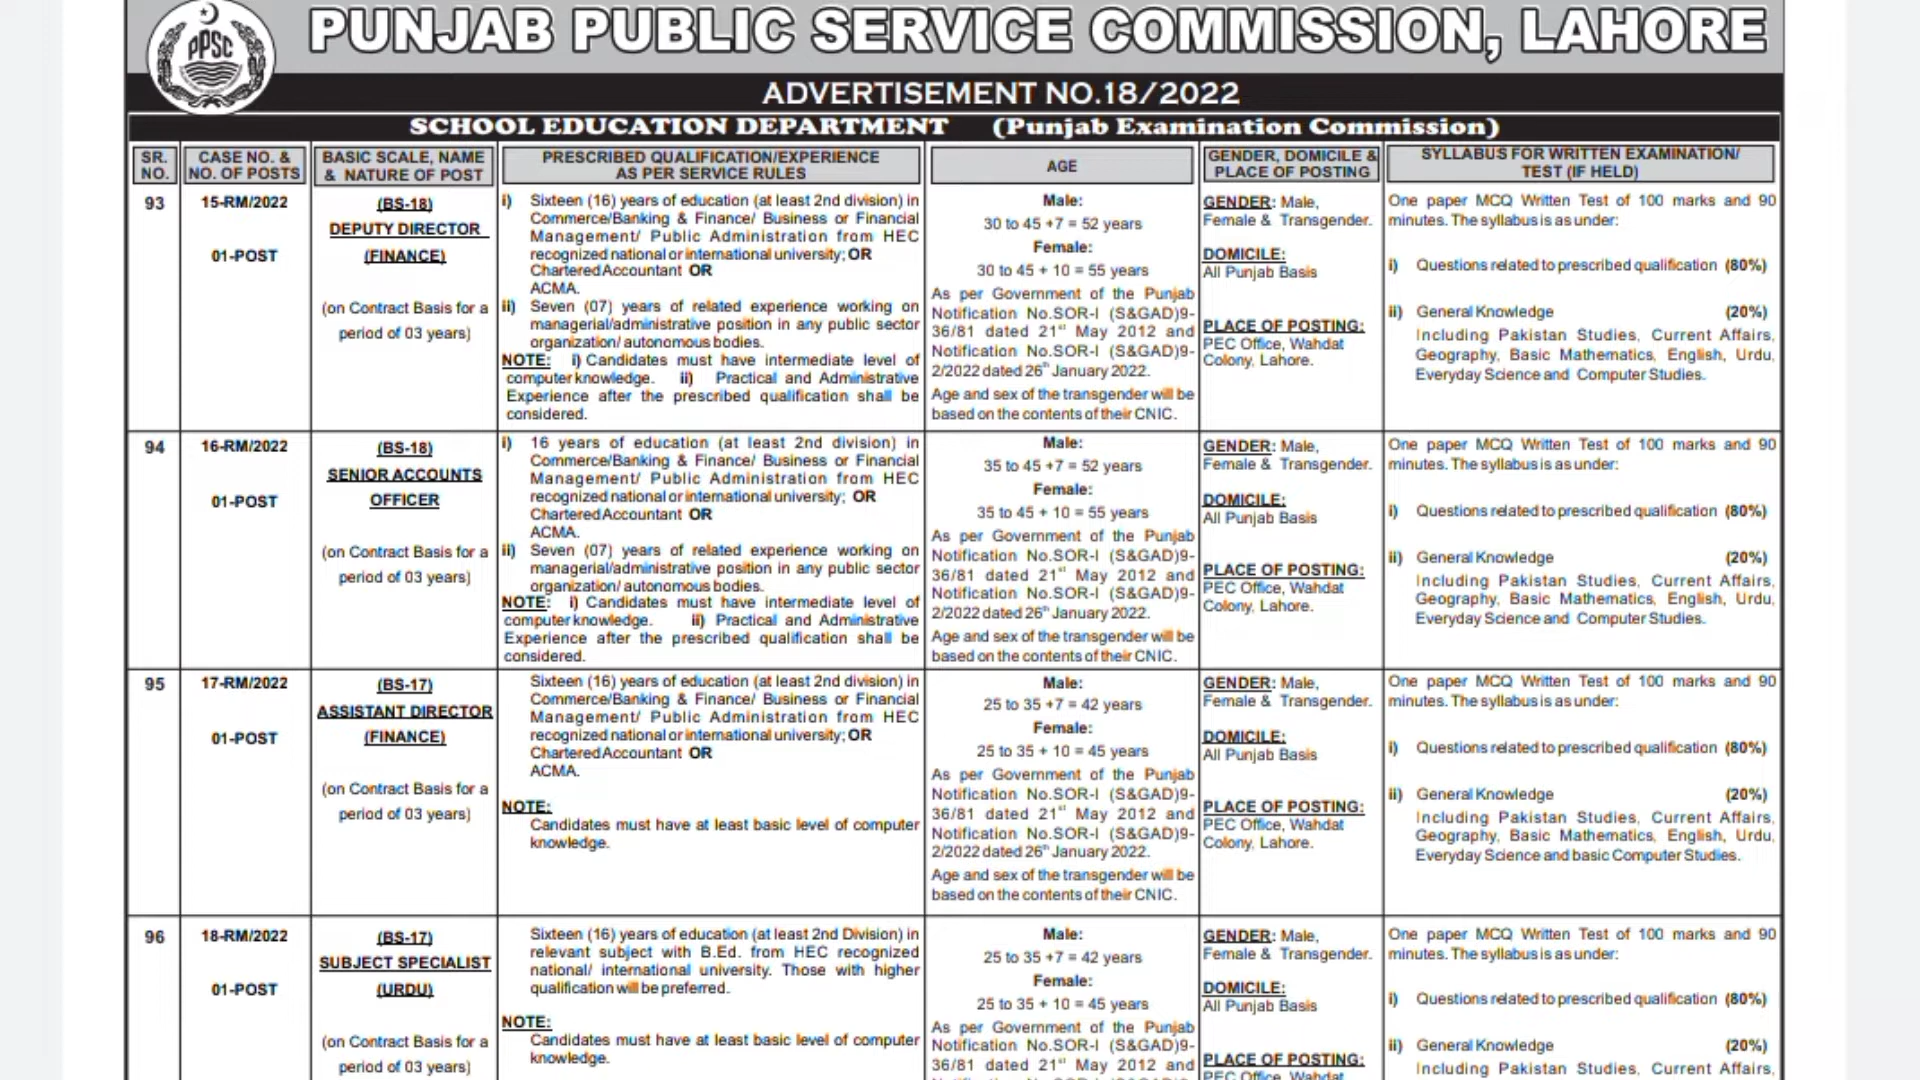 PPSC
PUNJAB PUBLIC SERVICE COMMISSION, LAHORE
ADVERTISEMENT NO.18/2022
SCHOOL EDUCATION DEPARTMENT (Punjab Examination Commission)
SR. NO.
CASE NO. & NO. OF POSTS
BASIC SCALE, NAME & NATURE OF POST
PRESCRIBED QUALIFICATION/EXPERIENCE
AS PER SERVICE RULES
AGE
GENDER, DOMICILE &
PLACE OF POSTING
SYLLABUS FOR WRITTEN EXAMINATION/
TEST (IF HELD)
93
15-RM/2022
01-POST
(BS-18)
DEPUTY DIRECTOR
(FINANCE)
(on Contract Basis for a
period of 03 years)
i) Sixteen (16) years of education (at least 2nd division) in
Commerce/Banking & Finance/ Business or Financial
Management/ Public Administration from HEC
recognized national or international university; OR
Chartered Accountant OR
ACMA.
ii) Seven (07) years of related experience working on
managerial/administrative position in any public sector
organization/ autonomous bodies.
NOTE: i) Candidates must have intermediate level of
computer knowledge. ii) Practical and Administrative
Experience after the prescribed qualification shall be
considered.
Male:
30 to 45 +7 = 52 years
Female:
30 to 45 + 10 = 55 years
As per Government of the Punjab
Notification No.SOR-I (S&GAD)9-
36/81 dated 21st May 2012 and
Notification No.SOR-I (S&GAD)9-
2/2022 dated 26th January 2022.
Age and sex of the transgender will be
based on the contents of their CNIC.
GENDER: Male,
Female & Transgender.
DOMICILE:
All Punjab Basis
PLACE OF POSTING:
PEC Office, Wahdat
Colony, Lahore.
One paper MCQ Written Test of 100 marks and 90
minutes. The syllabus is as under:
i) Questions related to prescribed qualification (80%)
ii) General Knowledge (20%)
Including Pakistan Studies, Current Affairs,
Geography, Basic Mathematics, English, Urdu,
Everyday Science and Computer Studies.
94
16-RM/2022
01-POST
(BS-18)
SENIOR ACCOUNTS
OFFICER
(on Contract Basis for a
period of 03 years)
i) 16 years of education (at least 2nd division) in
Commerce/Banking & Finance/ Business or Financial
Management/ Public Administration from HEC
recognized national or international university; OR
Chartered Accountant OR
ACMA.
ii) Seven (07) years of related experience working on
managerial/administrative position in any public sector
organization/ autonomous bodies.
NOTE: i) Candidates must have intermediate level of
computer knowledge. ii) Practical and Administrative
Experience after the prescribed qualification shall be
considered.
Male:
35 to 45 +7 = 52 years
Female:
35 to 45 + 10 = 55 years
As per Government of the Punjab
Notification No.SOR-I (S&GAD)9-
36/81 dated 21st May 2012 and
Notification No.SOR-I (S&GAD)9-
2/2022 dated 26th January 2022.
Age and sex of the transgender will be
based on the contents of their CNIC.
GENDER: Male,
Female & Transgender.
DOMICILE:
All Punjab Basis
PLACE OF POSTING:
PEC Office, Wahdat
Colony, Lahore.
One paper MCQ Written Test of 100 marks and 90
minutes. The syllabus is as under:
i) Questions related to prescribed qualification (80%)
ii) General Knowledge (20%)
Including Pakistan Studies, Current Affairs,
Geography, Basic Mathematics, English, Urdu,
Everyday Science and Computer Studies.
95
17-RM/2022
01-POST
(BS-17)
ASSISTANT DIRECTOR
(FINANCE)
(on Contract Basis for a
period of 03 years)
Sixteen (16) years of education (at least 2nd division) in
Commerce/Banking & Finance/ Business or Financial
Management/ Public Administration from HEC
recognized national or international university; OR
Chartered Accountant OR
ACMA.
NOTE:
Candidates must have at least basic level of computer
knowledge.
Male:
25 to 35 +7 = 42 years
Female:
25 to 35 + 10 = 45 years
As per Government of the Punjab
Notification No.SOR-I (S&GAD)9-
36/81 dated 21st May 2012 and
Notification No.SOR-I (S&GAD)9-
2/2022 dated 26th January 2022.
Age and sex of the transgender will be
based on the contents of their CNIC.
GENDER: Male,
Female & Transgender.
DOMICILE:
All Punjab Basis
PLACE OF POSTING:
PEC Office, Wahdat
Colony, Lahore.
One paper MCQ Written Test of 100 marks and 90
minutes. The syllabus is as under:
i) Questions related to prescribed qualification (80%)
ii) General Knowledge (20%)
Including Pakistan Studies, Current Affairs,
Geography, Basic Mathematics, English, Urdu,
Everyday Science and basic Computer Studies.
96
18-RM/2022
01-POST
(BS-17)
SUBJECT SPECIALIST
(URDU)
(on Contract Basis for a
period of 03 years)
Sixteen (16) years of education (at least 2nd Division) in
relevant subject with B.Ed. from HEC recognized
national/ international university. Those with higher
qualification will be preferred.
NOTE:
Candidates must have at least basic level of computer
knowledge.
Male:
25 to 35 +7 = 42 years
Female:
25 to 35 + 10 = 45 years
As per Government of the Punjab
Notification No.SOR-I (S&GAD)9-
36/81 dated 21st May 2012 and
Notification No.SOR-I (S&GAD)9-
GENDER: Male,
Female & Transgender.
DOMICILE:
All Punjab Basis
PLACE OF POSTING:
PEC Office, Wahdat
One paper MCQ Written Test of 100 marks and 90
minutes. The syllabus is as under:
i) Questions related to prescribed qualification (80%)
ii) General Knowledge (20%)
Including Pakistan Studies, Current Affairs,